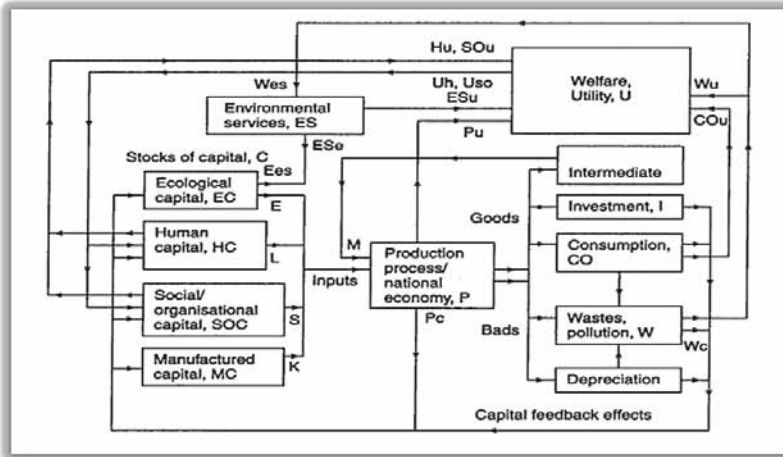 Hu, SOu
Wes
Uh, Uso
ESu
Welfare,
Utility, U
Wu
COu
Environmental
services, ES
Pu
ESe
Stocks of capital, C
Ees
Ecological
capital, EC
E
Intermediate
Goods
Investment, I
Human
capital, HC
L
M
Inputs
Production
process/
national
economy, P
Consumption,
CO
Social/
organisational
capital, SOC
S
Pc
Bads
Wastes,
pollution, W
Wc
Manufactured
capital, MC
K
Depreciation
Capital feedback effects